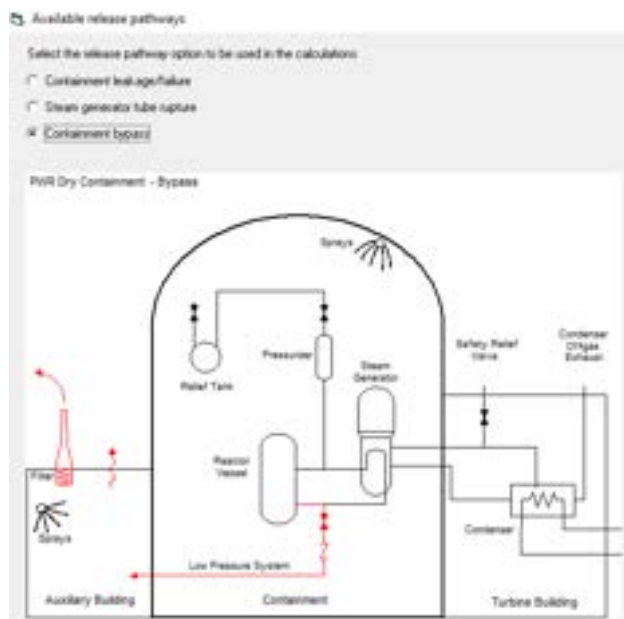 Available release pathways
Select the release pathway option to be used in the calculations
Containment leakage/failure
Steam generator tube rupture
Containment bypass
PWR Dry Containment - Bypass
Sprays
Pressurizer
Relief Tank
Steam
Generator
Safety Relief
Valve
Condenser
Offgas
Exhaust
Reactor
Vessel
Filter
Sprays
Condenser
Low Pressure System
Auxiliary Building
Containment
Turbine Building